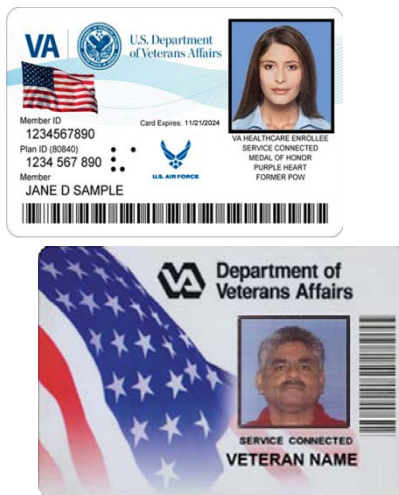 VA
U.S. Department
of Veterans Affairs
Member ID
1234567890
Card Expires: 11/21/2024
Plan ID (80840)
1234 567 890
Member
JANE D SAMPLE
U.S. AIR FORCE
VA HEALTHCARE ENROLLEE
SERVICE CONNECTED
MEDAL OF HONOR
PURPLE HEART
FORMER POW
VA
Department of
Veterans Affairs
SERVICE CONNECTED
VETERAN NAME